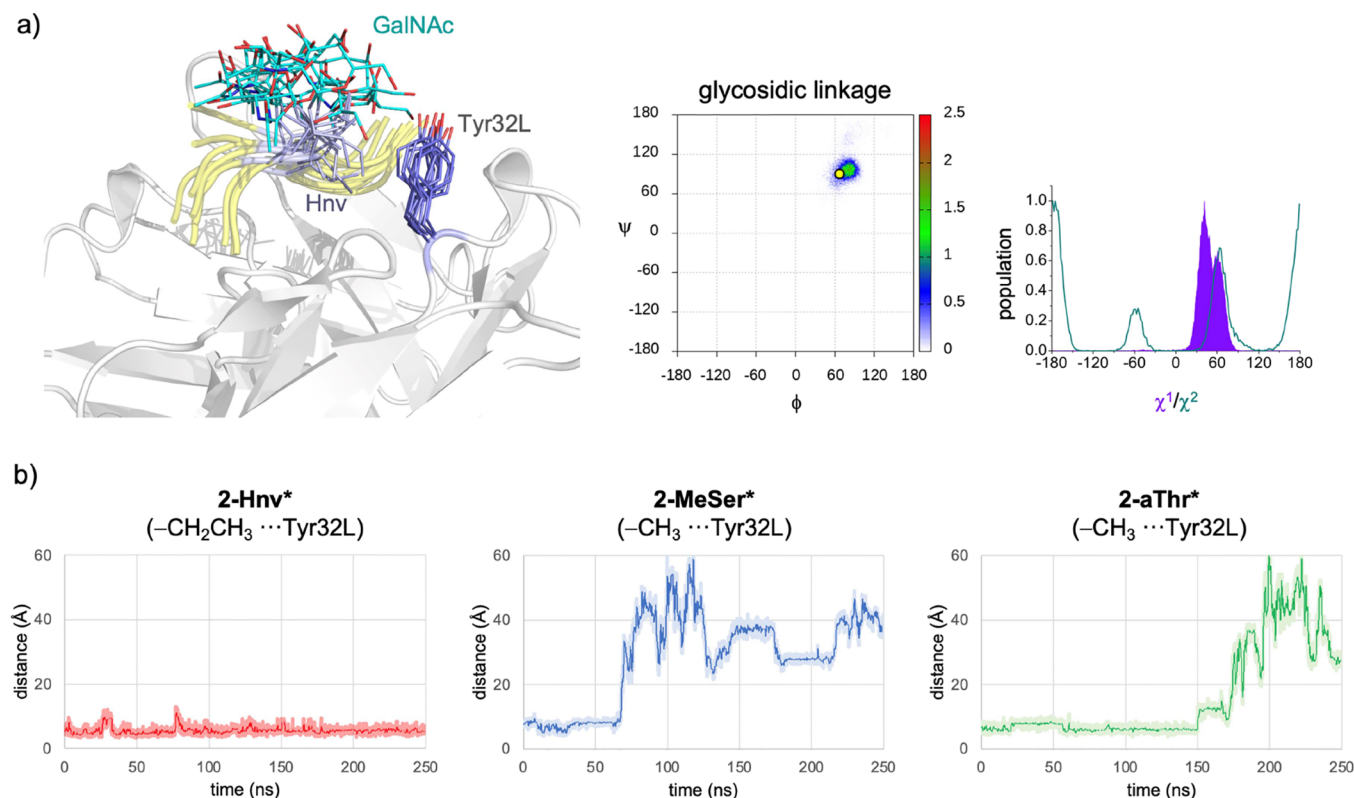 a)
GalNAc
Tyr32L
Hnv
glycosidic linkage
180
120
60
0
-60
-120
-180
ψ
-180 -120 -60 0 60 120 180
ϕ
2.5
2
1.5
1
0.5
0
population
1.0
0.8
0.6
0.4
0.2
0.0
-180 -120 -60 0 60 120 180
χ¹/χ²
b)
2-Hnv*
(–CH₂CH₃ ···Tyr32L)
distance (Å)
60
40
20
0
0 50 100 150 200 250
time (ns)
2-MeSer*
(–CH₃ ···Tyr32L)
distance (Å)
60
40
20
0
0 50 100 150 200 250
time (ns)
2-aThr*
(–CH₃ ···Tyr32L)
distance (Å)
60
40
20
0
0 50 100 150 200 250
time (ns)